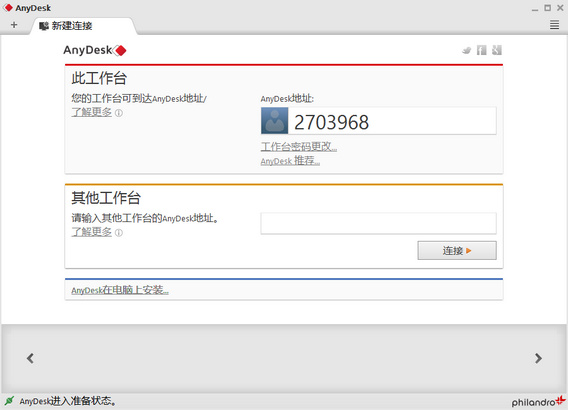 AnyDesk
新建连接
AnyDesk
此工作台
您的工作台可到达AnyDesk地址/
了解更多
AnyDesk地址:
2703968
工作台密码更改...
AnyDesk 推荐...
其他工作台
请输入其他工作台的AnyDesk地址。
了解更多
连接
AnyDesk在电脑上安装...
AnyDesk进入准备状态。
philandro